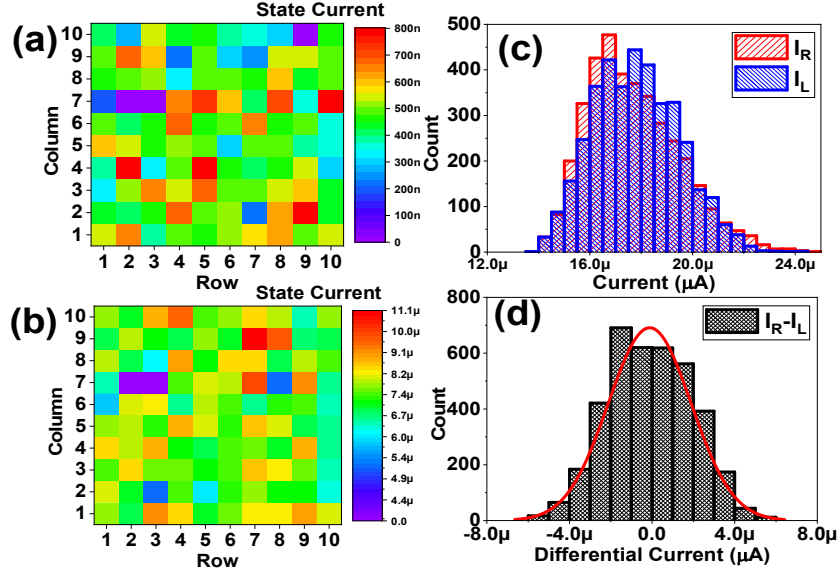 State Current
(a)
10
9
8
7
6
5
4
3
2
1
Column
1 2 3 4 5 6 7 8 9 10
Row
800n
700n
600n
500n
400n
300n
200n
100n
0
(b)
State Current
10
9
8
7
6
5
4
3
2
1
Column
1 2 3 4 5 6 7 8 9 10
Row
11.1μ
10.0μ
9.1μ
8.2μ
7.4μ
6.7μ
6.0μ
5.4μ
4.9μ
4.4μ
0.0
(c)
I_R
I_L
500
400
300
200
100
0
Count
12.0μ 16.0μ 20.0μ 24.0μ
Current (μA)
(d)
I_R-I_L
800
600
400
200
0
Count
-8.0μ -4.0μ 0.0 4.0μ 8.0μ
Differential Current (μA)